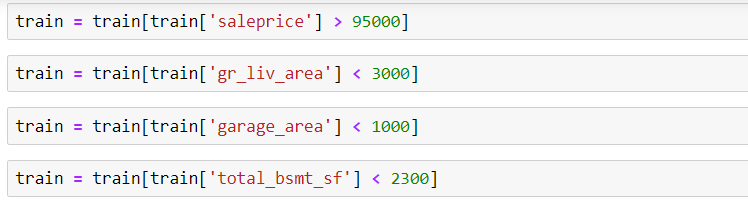 train = train[train['saleprice'] > 95000]
train = train[train['gr_liv_area'] < 3000]
train = train[train['garage_area'] < 1000]
train = train[train['total_bsmt_sf'] < 2300]